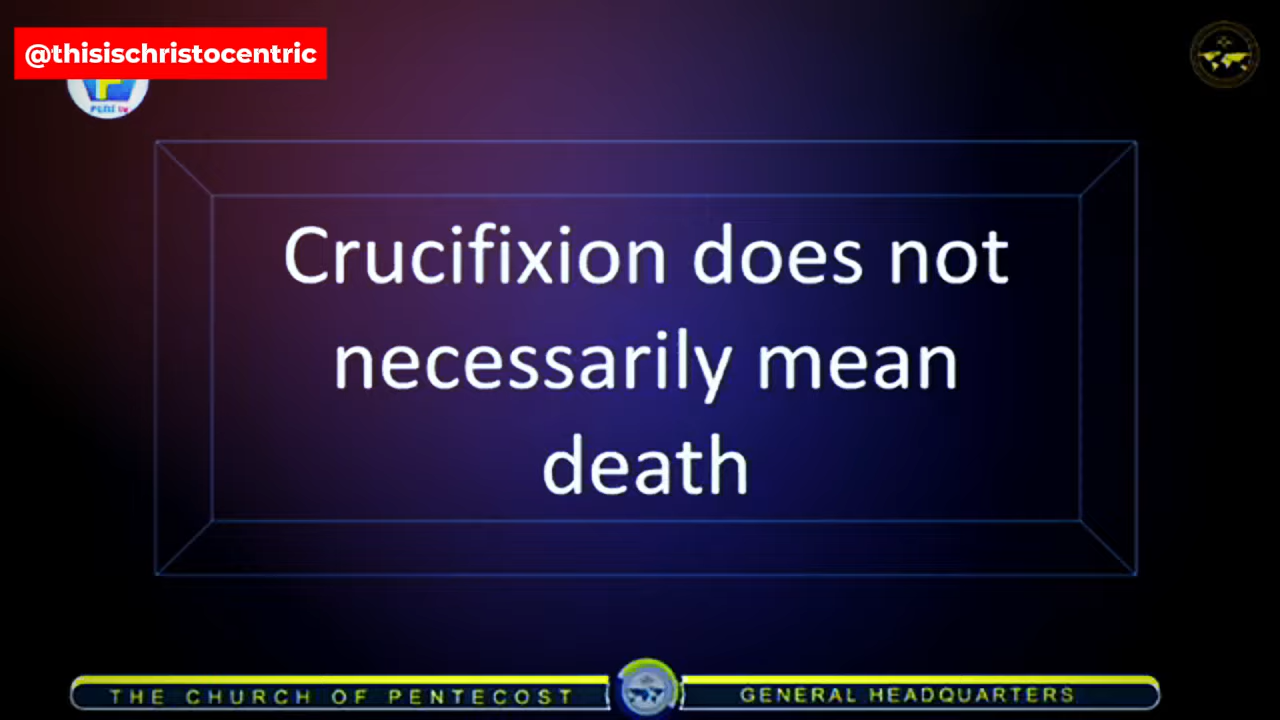 @thisischristocentric
Crucifixion does not
necessarily mean
death
THE CHURCH OF PENTECOST
GENERAL HEADQUARTERS